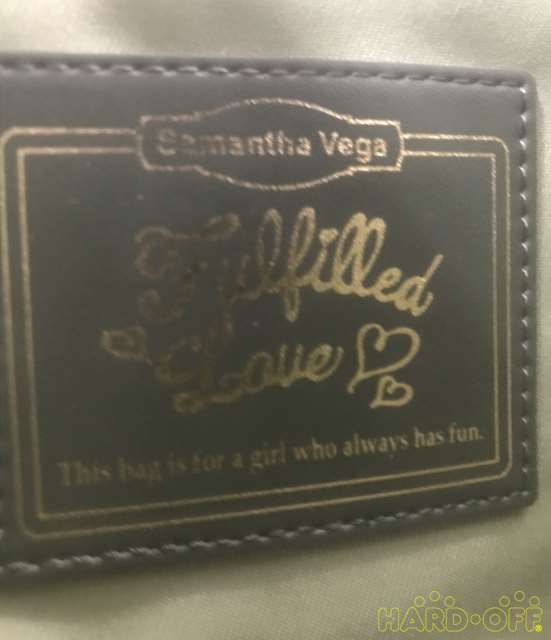 Samantha Vega
Fulfilled
Love
This bag is for a girl who always has fun.
HARD-OFF